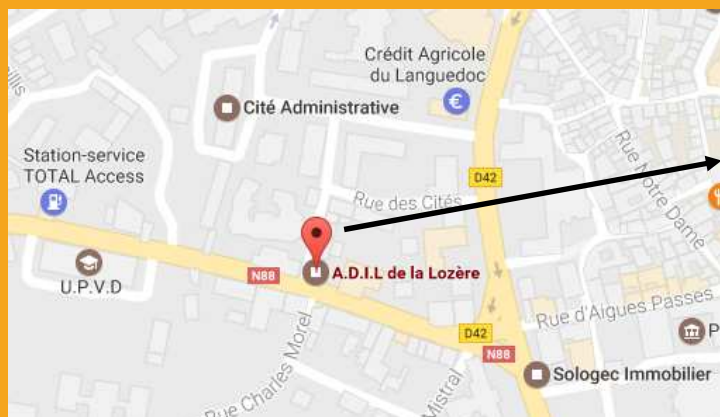 Crédit Agricole
du Languedoc
Cité Administrative
Station-service
TOTAL Access
D42
Rue des Cités
Rue Notre Dame
U.P.V.D
N88
A.D.I.L de la Lozère
Rue d'Aigues Passes
D42
N88
P
Rue Charles Morel
Mistral
Sologec Immobilier